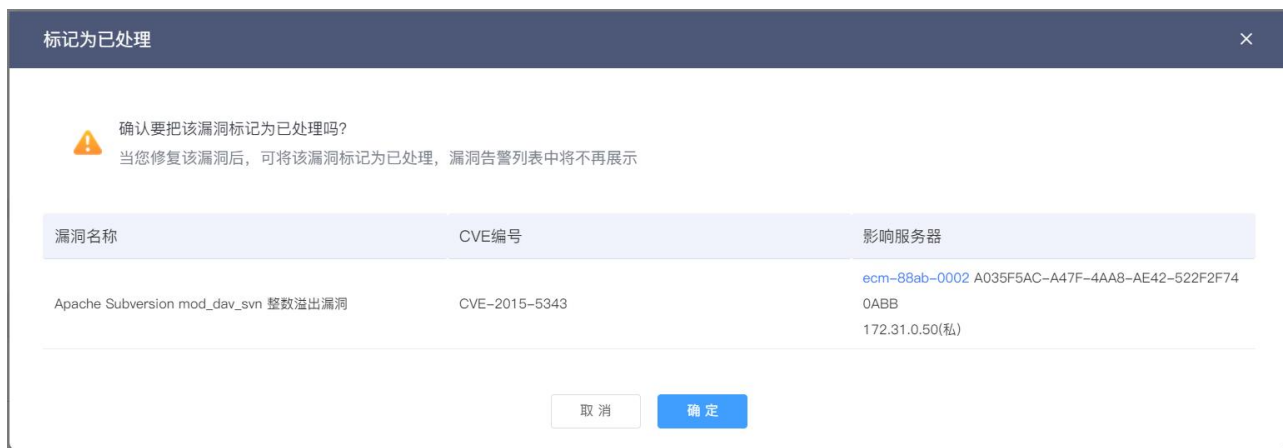 标记为已处理
确认要把该漏洞标记为已处理吗?
当您修复该漏洞后，可将该漏洞标记为已处理，漏洞告警列表中将不再展示
漏洞名称 CVE编号 影响服务器
Apache Subversion mod_dav_svn 整数溢出漏洞 CVE-2015-5343 ecm-88ab-0002 A035F5AC-A47F-4AA8-AE42-522F2F74
0ABB
172.31.0.50(私)
取消 确定